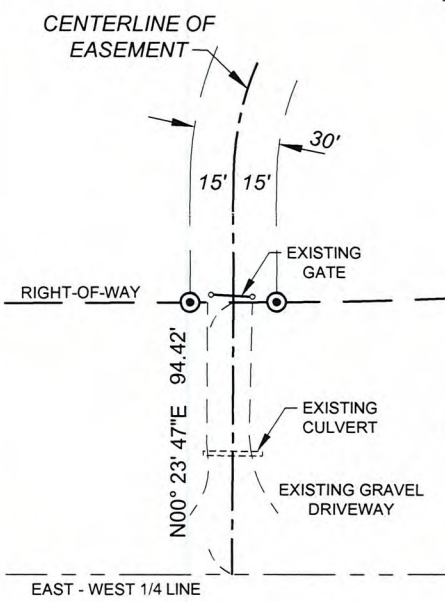 CENTERLINE OF
EASEMENT
30'
15' 15'
EXISTING
GATE
RIGHT-OF-WAY
N00° 23' 47"E 94.42'
EXISTING
CULVERT
EXISTING GRAVEL
DRIVEWAY
EAST - WEST 1/4 LINE